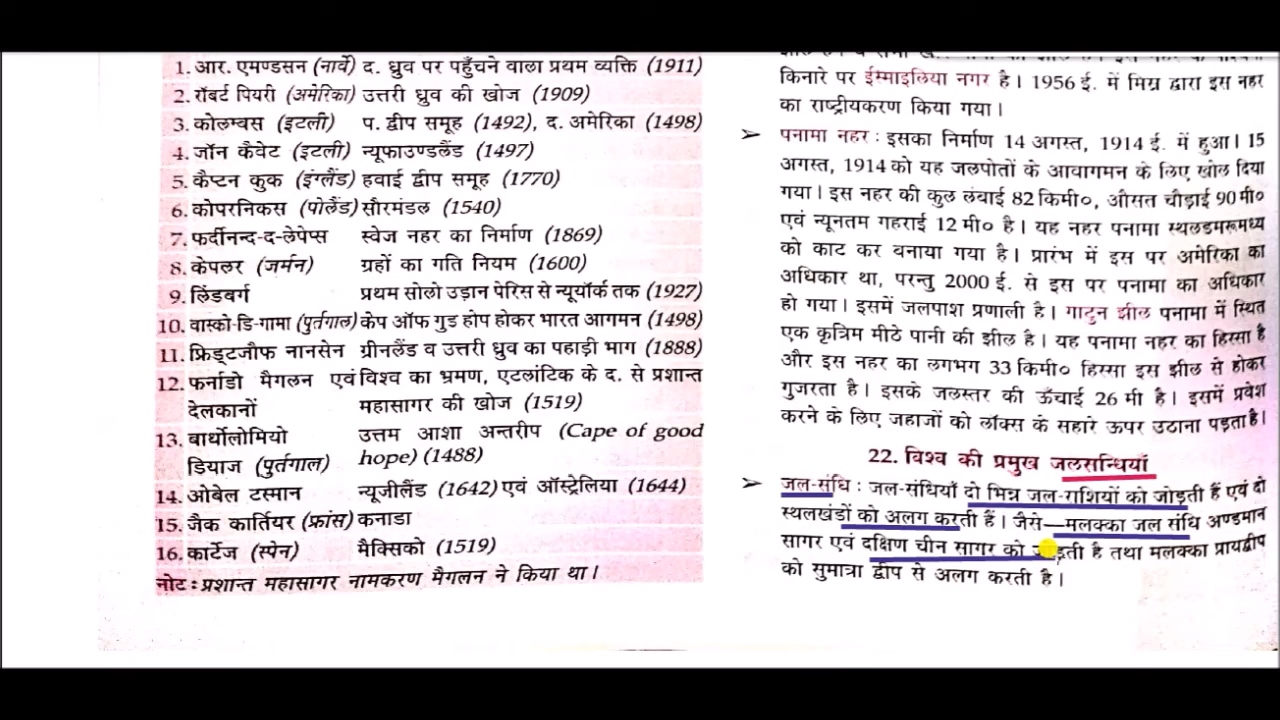 1. आर. एमण्डसन (नार्वे) द. ध्रुव पर पहुँचने वाला प्रथम व्यक्ति (1911)
2. रॉबर्ट पियरी (अमेरिका) उत्तरी ध्रुव की खोज (1909)
3. कोलम्बस (इटली) प. द्वीप समूह (1492), द. अमेरिका (1498)
4. जॉन कैवेट (इटली) न्यूफाउण्डलैंड (1497)
5. कैप्टन कुक (इंग्लैंड) हवाई द्वीप समूह (1770)
6. कोपरनिकस (पोलैंड) सौरमंडल (1540)
7. फर्दीनन्द-द-लेपेप्स स्वेज नहर का निर्माण (1869)
8. केपलर (जर्मन) ग्रहों का गति नियम (1600)
9. लिंडबर्ग प्रथम सोलो उड़ान पेरिस से न्यूयॉर्क तक (1927)
10. वास्को-डि-गामा (पुर्तगाल) केप ऑफ गुड होप होकर भारत आगमन (1498)
11. फ्रिड्टजौफ नानसेन ग्रीनलैंड व उत्तरी ध्रुव का पहाड़ी भाग (1888)
12. फर्नाडो मैगलन एवं विश्व का भ्रमण, एटलांटिक के द. से प्रशान्त
देलकानों महासागर की खोज (1519)
13. बार्थोलोमियो उत्तम आशा अन्तरीप (Cape of good
डियाज (पुर्तगाल) hope) (1488)
14. ओबेल टस्मान न्यूजीलैंड (1642) एवं ऑस्ट्रेलिया (1644)
15. जैक कार्तियर (फ्रांस) कनाडा
16. कार्टेज (स्पेन) मैक्सिको (1519)
नोट : प्रशान्त महासागर नामकरण मैगलन ने किया था।
किनारे पर ईम्माइलिया नगर है। 1956 ई. में मिस्र द्वारा इस नहर
का राष्ट्रीयकरण किया गया।
➢ पनामा नहर : इसका निर्माण 14 अगस्त, 1914 ई. में हुआ। 15
अगस्त, 1914 को यह जलपोतों के आवागमन के लिए खोल दिया
गया। इस नहर की कुल लंबाई 82 किमी०, औसत चौड़ाई 90 मी०
एवं न्यूनतम गहराई 12 मी० है। यह नहर पनामा स्थलडमरूमध्य
को काट कर बनाया गया है। प्रारंभ में इस पर अमेरिका का
अधिकार था, परन्तु 2000 ई. से इस पर पनामा का अधिकार
हो गया। इसमें जलपाश प्रणाली है। गादुन झील पनामा में स्थित
एक कृत्रिम मीठे पानी की झील है। यह पनामा नहर का हिस्सा है
और इस नहर का लगभग 33 किमी० हिस्सा इस झील से होकर
गुजरता है। इसके जलस्तर की ऊँचाई 26 मी है। इसमें प्रवेश
करने के लिए जहाजों को लॉक्स के सहारे ऊपर उठाना पड़ता है।
22. विश्व की प्रमुख जलसन्धियाँ
➢ जल-संधि : जल-संधियाँ दो भिन्न जल-राशियों को जोड़ती हैं एवं दो
स्थलखंडों को अलग करती हैं। जैसे—मलक्का जल संधि अण्डमान
सागर एवं दक्षिण चीन सागर को जोड़ती है तथा मलक्का प्रायद्वीप
को सुमात्रा द्वीप से अलग करती है।